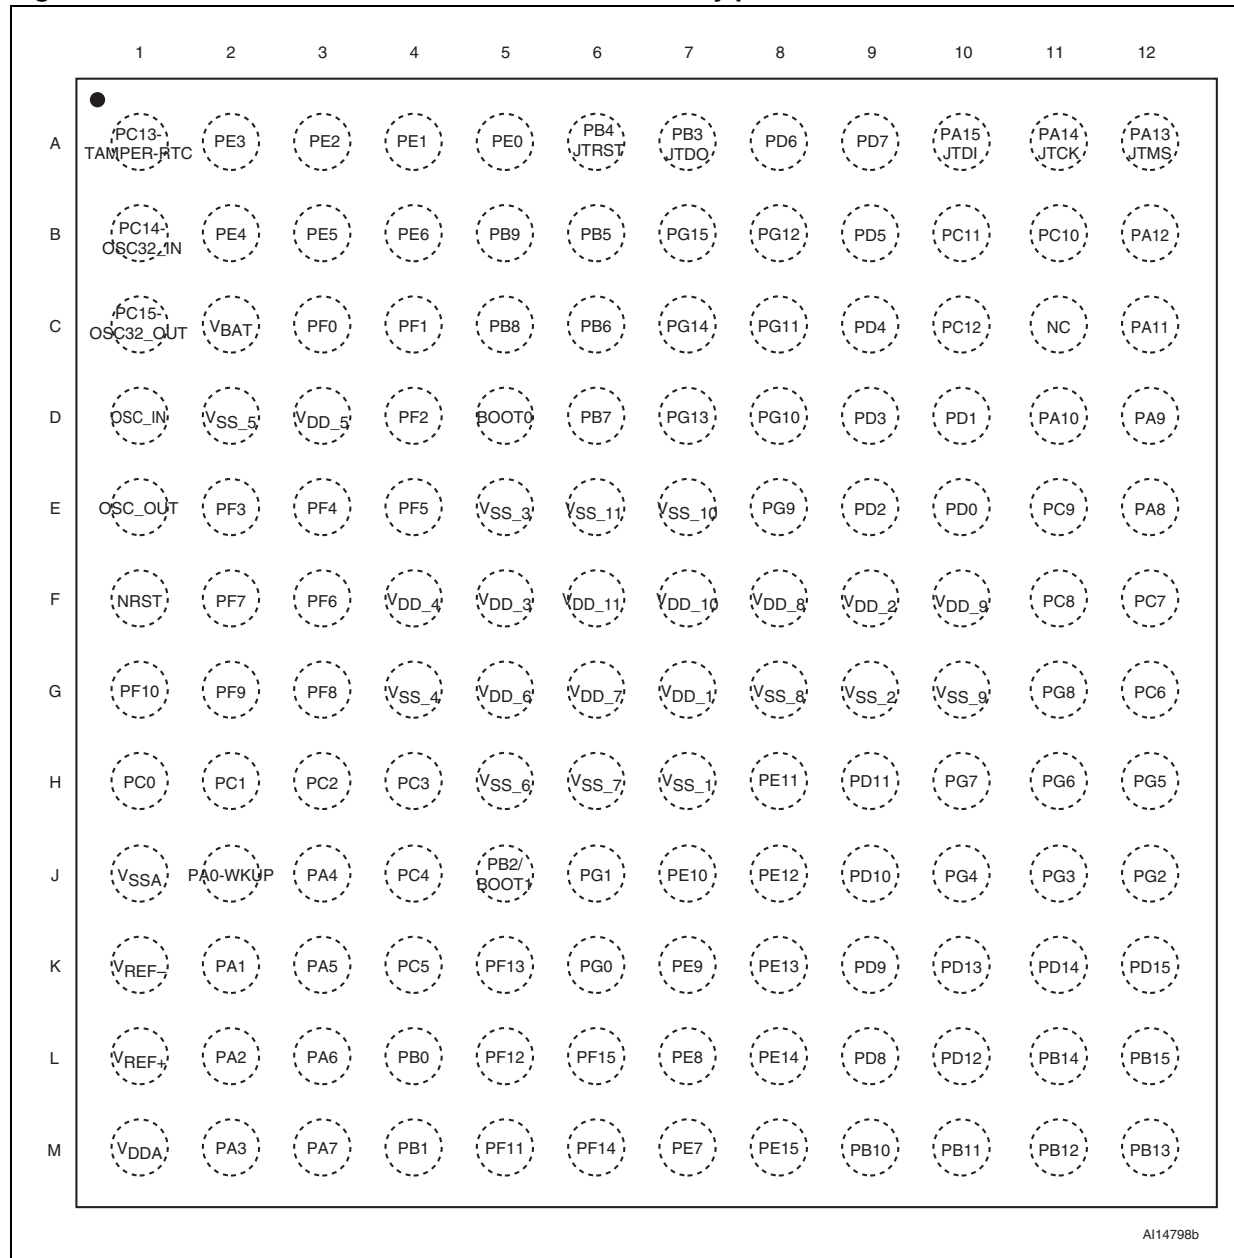 1 2 3 4 5 6 7 8 9 10 11 12
A PC13- TAMPER-RTC PE3 PE2 PE1 PE0 PB4 JTRST PB3 JTDO PD6 PD7 PA15 JTDI PA14 JTCK PA13 JTMS
B PC14- OSC32_IN PE4 PE5 PE6 PB9 PB5 PG15 PG12 PD5 PC11 PC10 PA12
C PC15- OSC32_OUT VBAT PF0 PF1 PB8 PB6 PG14 PG11 PD4 PC12 NC PA11
D OSC_IN VSS_5 VDD_5 PF2 BOOT0 PB7 PG13 PG10 PD3 PD1 PA10 PA9
E OSC_OUT PF3 PF4 PF5 VSS_3 VSS_11 VSS_10 PG9 PD2 PD0 PC9 PA8
F NRST PF7 PF6 VDD_4 VDD_3 VDD_11 VDD_10 VDD_8 VDD_2 VDD_9 PC8 PC7
G PF10 PF9 PF8 VSS_4 VDD_6 VDD_7 VDD_1 VSS_8 VSS_2 VSS_9 PG8 PC6
H PC0 PC1 PC2 PC3 VSS_6 VSS_7 VSS_1 PE11 PD11 PG7 PG6 PG5
J VSSA PA0-WKUP PA4 PC4 PB2/ BOOT1 PG1 PE10 PE12 PD10 PG4 PG3 PG2
K VREF– PA1 PA5 PC5 PF13 PG0 PE9 PE13 PD9 PD13 PD14 PD15
L VREF+ PA2 PA6 PB0 PF12 PF15 PE8 PE14 PD8 PD12 PB14 PB15
M VDDA PA3 PA7 PB1 PF11 PF14 PE7 PE15 PB10 PB11 PB12 PB13
AI14798b